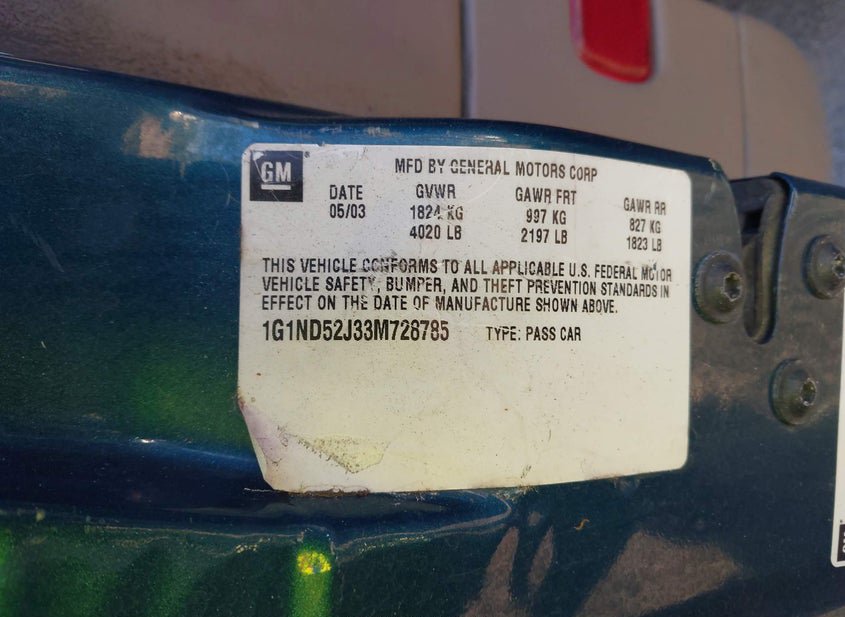 GM
MFD BY GENERAL MOTORS CORP
DATE GVWR GAWR FRT GAWR RR
05/03 1824 KG 997 KG 827 KG
4020 LB 2197 LB 1823 LB
THIS VEHICLE CONFORMS TO ALL APPLICABLE U.S. FEDERAL MOTOR
VEHICLE SAFETY, BUMPER, AND THEFT PREVENTION STANDARDS IN
EFFECT ON THE DATE OF MANUFACTURE SHOWN ABOVE.
1G1ND52J33M728785 TYPE: PASS CAR